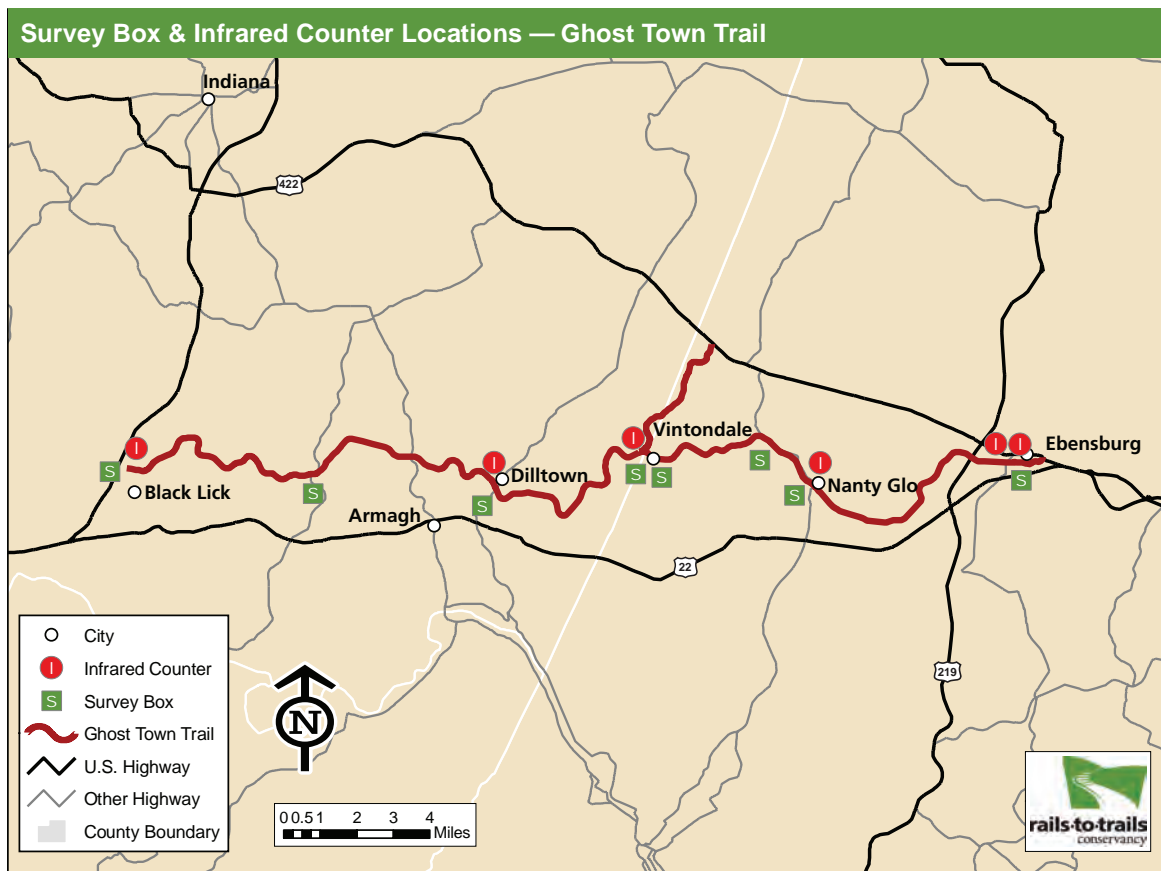 Survey Box & Infrared Counter Locations — Ghost Town Trail
Indiana
422
I
Vintondale
I
I
I
Ebensburg
S
I
Dilltown
S
I
S
S
S
Nanty Glo
S
Black Lick
S
S
S
Armagh
22
City
I
Infrared Counter
S
Survey Box
Ghost Town Trail
U.S. Highway
Other Highway
County Boundary
N
219
0 0.5 1 2 3 4
Miles
rails·to·trails
conservancy